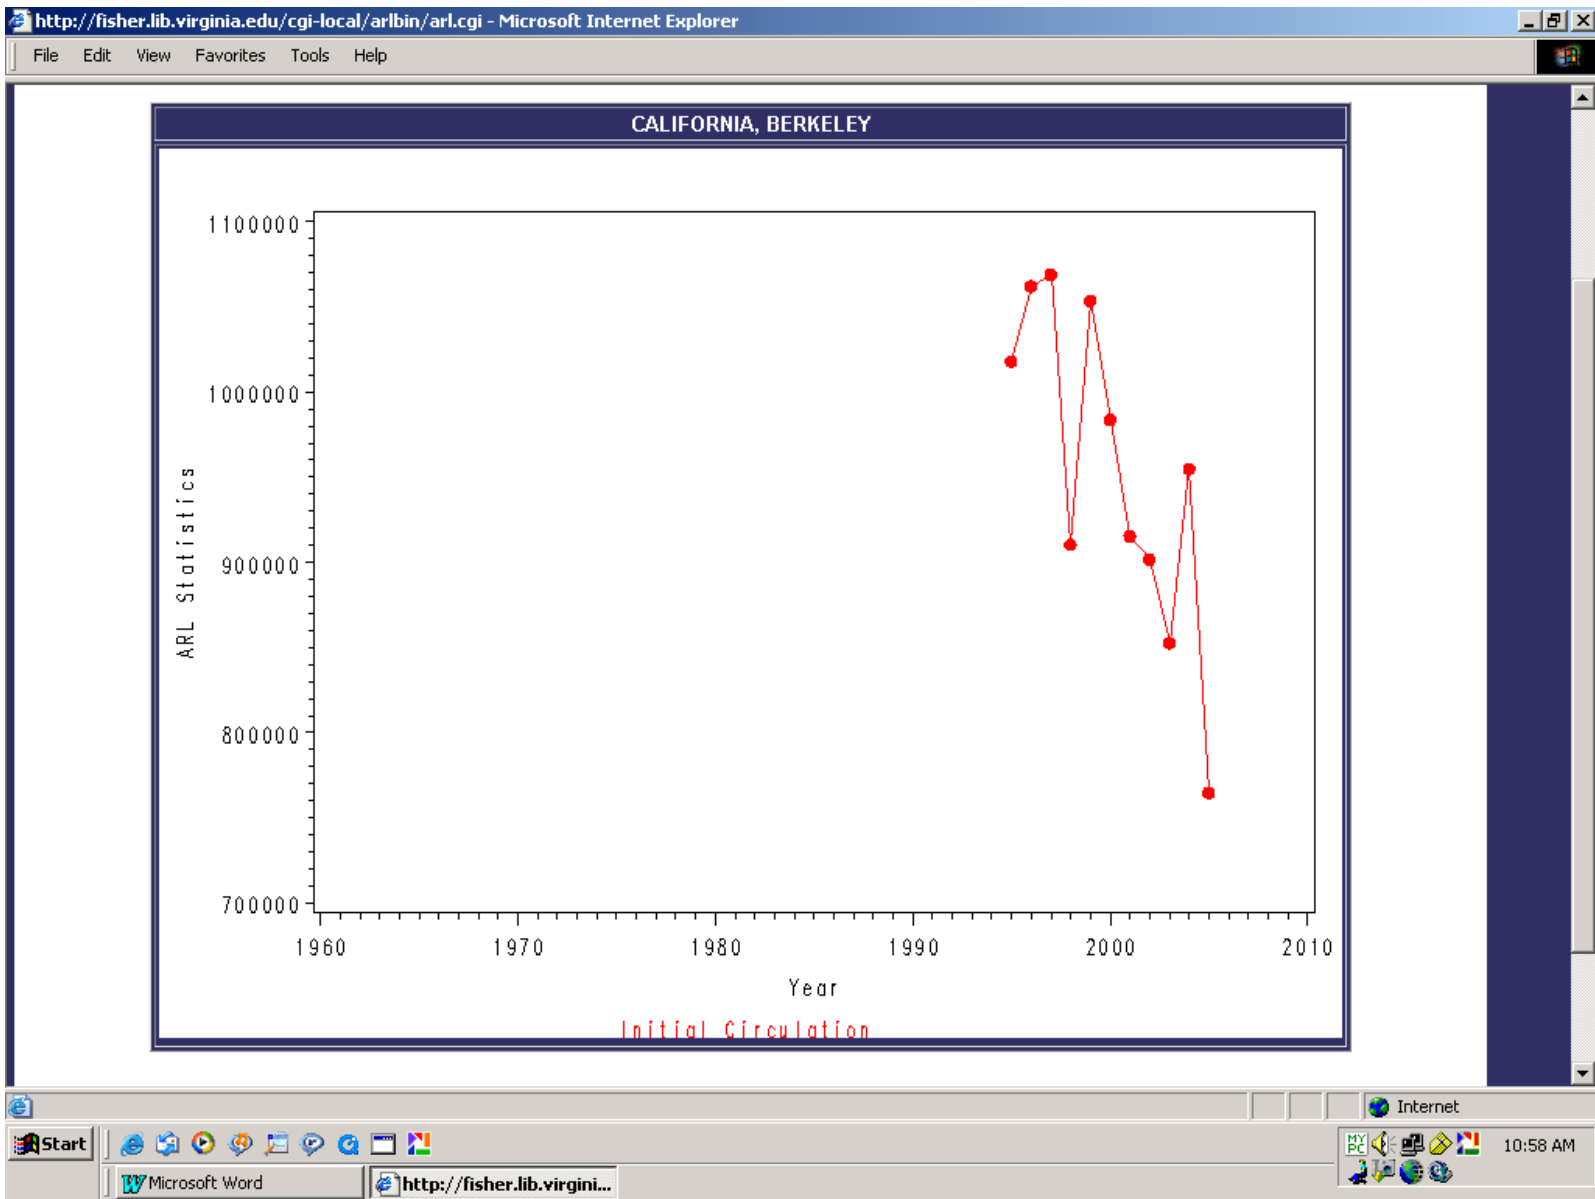 http://fisher.lib.virginia.edu/cgi-local/arlbin/arl.cgi - Microsoft Internet Explorer
File Edit View Favorites Tools Help
CALIFORNIA, BERKELEY
1100000
1000000
900000
800000
700000
ARL Statistics
1960 1970 1980 1990 2000 2010
Year
Initial Circulation
Internet
Start
MY PC
10:58 AM
Microsoft Word
http://fisher.lib.virgini...